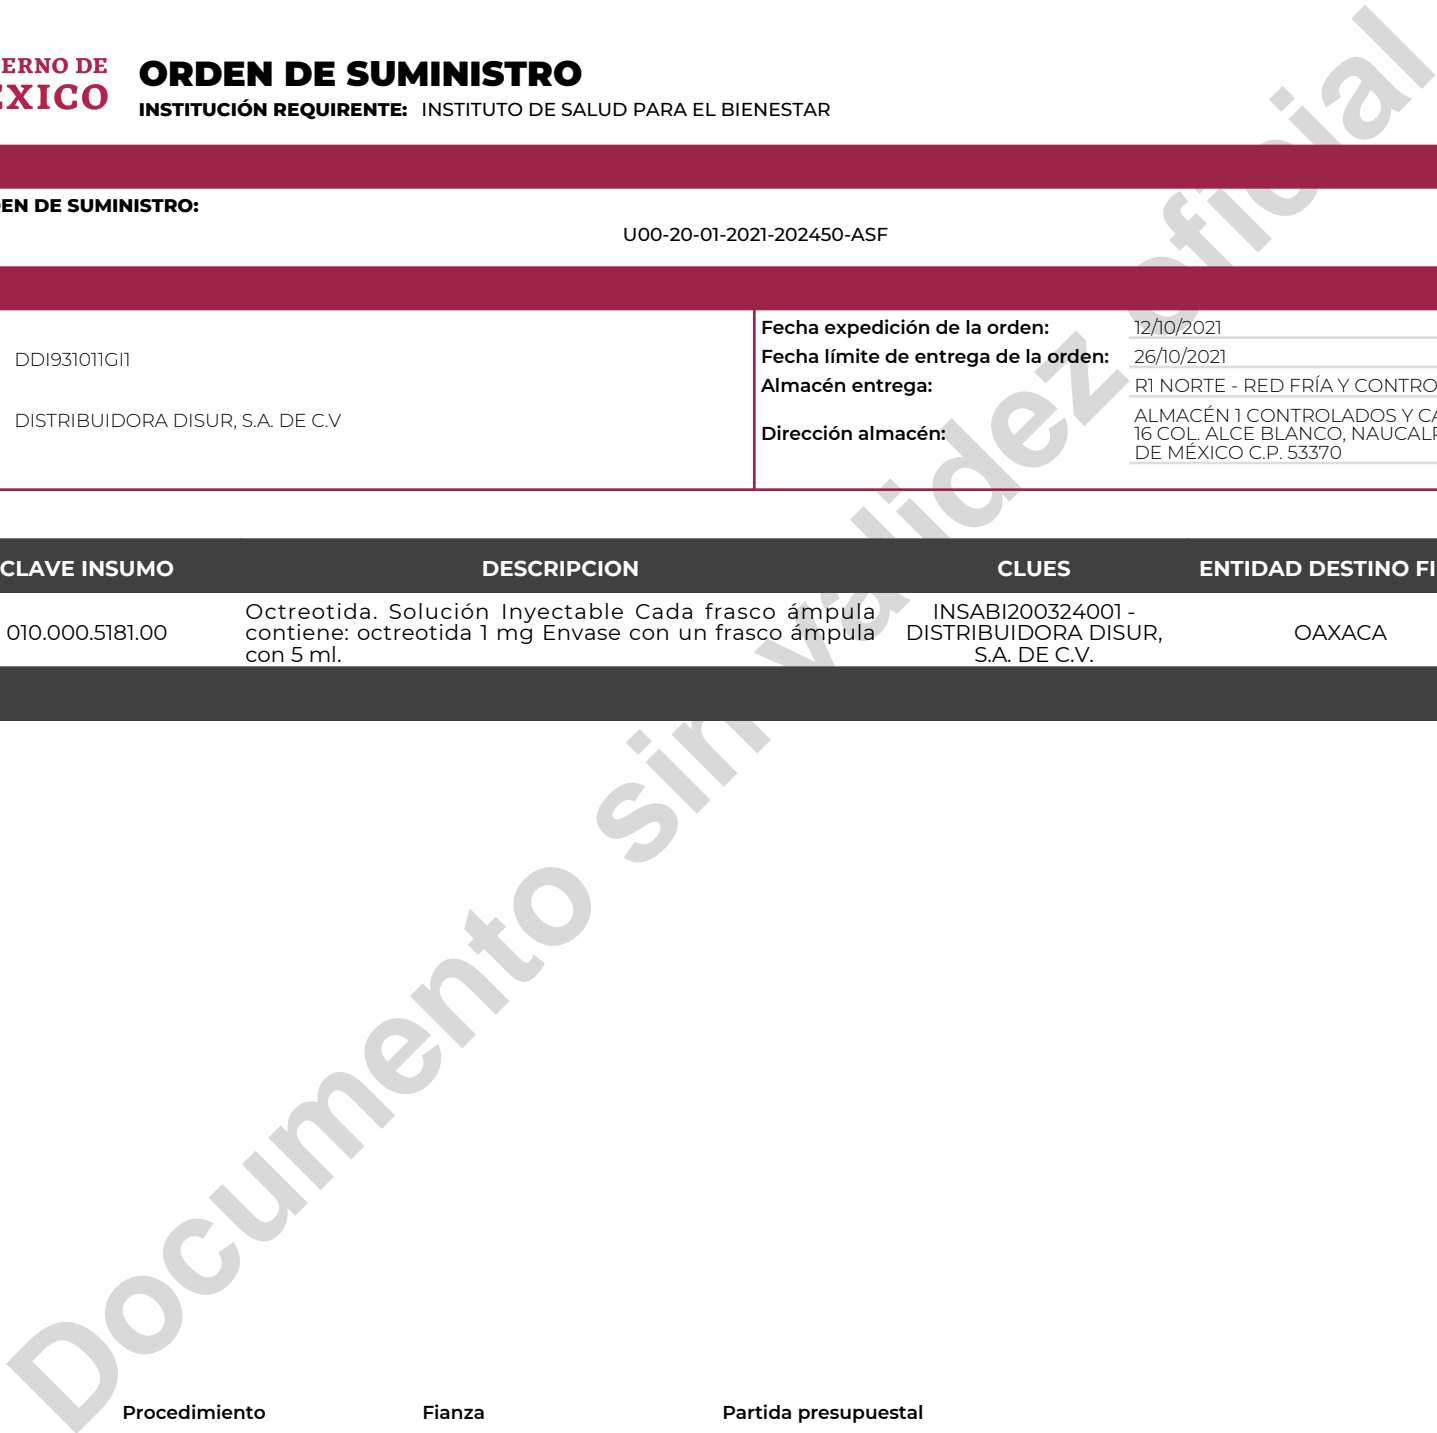 ERNO DE
EXICO
ORDEN DE SUMINISTRO
INSTITUCIÓN REQUIRENTE: INSTITUTO DE SALUD PARA EL BIENESTAR
EN DE SUMINISTRO:
U00-20-01-2021-202450-ASF
DDI931011GI1
DISTRIBUIDORA DISUR, S.A. DE C.V
Fecha expedición de la orden: 12/10/2021
Fecha límite de entrega de la orden: 26/10/2021
Almacén entrega: R1 NORTE - RED FRÍA Y CONTRO
Dirección almacén:
ALMACÉN 1 CONTROLADOS Y CA
16 COL. ALCE BLANCO, NAUCALP
DE MÉXICO C.P. 53370
CLAVE INSUMO DESCRIPCION CLUES ENTIDAD DESTINO FI
010.000.5181.00
Octreotida. Solución Inyectable Cada frasco ámpula
contiene: octreotida 1 mg Envase con un frasco ámpula
con 5 ml.
INSABI200324001 -
DISTRIBUIDORA DISUR,
S.A. DE C.V.
OAXACA
Documento sin validez oficial
Procedimiento Fianza Partida presupuestal